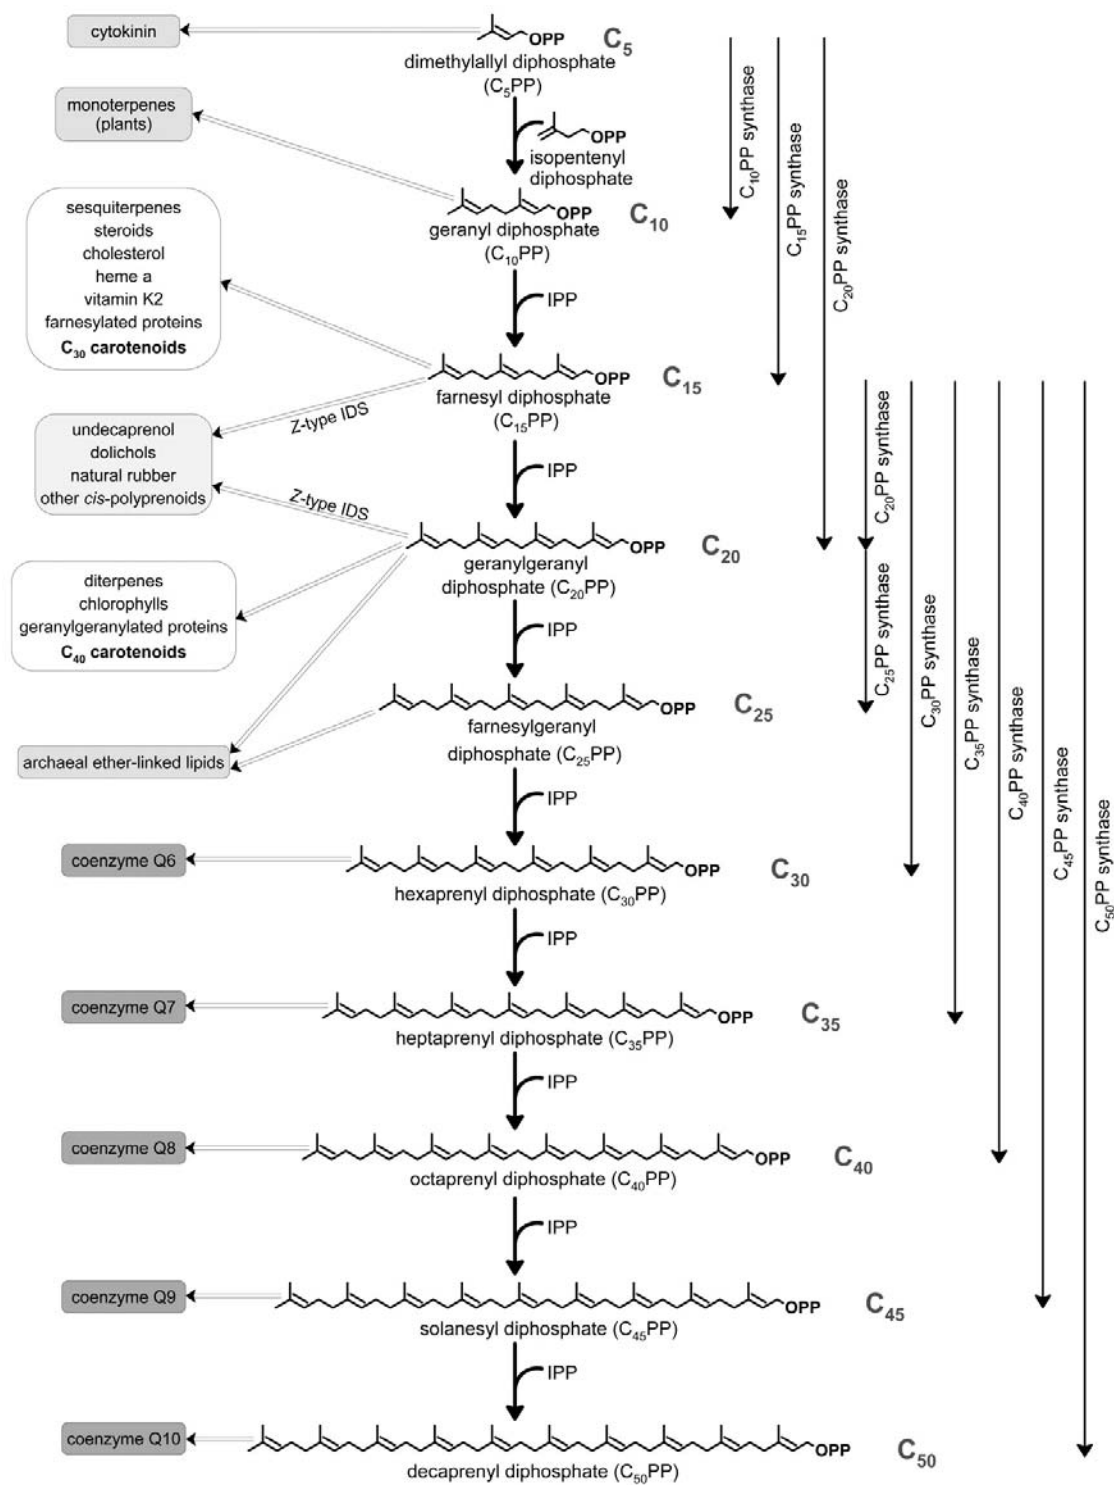 cytokinin
OPP
C5
dimethylallyl diphosphate
(C5PP)
monoterpenes
(plants)
OPP
isopentenyl
diphosphate
OPP
C10
geranyl diphosphate
(C10PP)
sesquiterpenes
steroids
cholesterol
heme a
vitamin K2
farnesylated proteins
C30 carotenoids
IPP
OPP
C15
farnesyl diphosphate
(C15PP)
Z-type IDS
undecaprenol
dolichols
natural rubber
other cis-polyprenoids
IPP
Z-type IDS
OPP
C20
geranylgeranyl
diphosphate (C20PP)
diterpenes
chlorophylls
geranylgeranylated proteins
C40 carotenoids
IPP
OPP
C25
farnesylgeranyl
diphosphate (C25PP)
archaeal ether-linked lipids
IPP
coenzyme Q6
OPP
C30
hexaprenyl diphosphate (C30PP)
IPP
coenzyme Q7
OPP
C35
heptaprenyl diphosphate (C35PP)
IPP
coenzyme Q8
OPP
C40
octaprenyl diphosphate (C40PP)
IPP
coenzyme Q9
OPP
C45
solanesyl diphosphate (C45PP)
IPP
coenzyme Q10
OPP
C50
decaprenyl diphosphate (C50PP)
C10PP synthase
C15PP synthase
C20PP synthase
C20PP synthase
C25PP synthase
C30PP synthase
C35PP synthase
C40PP synthase
C45PP synthase
C50PP synthase